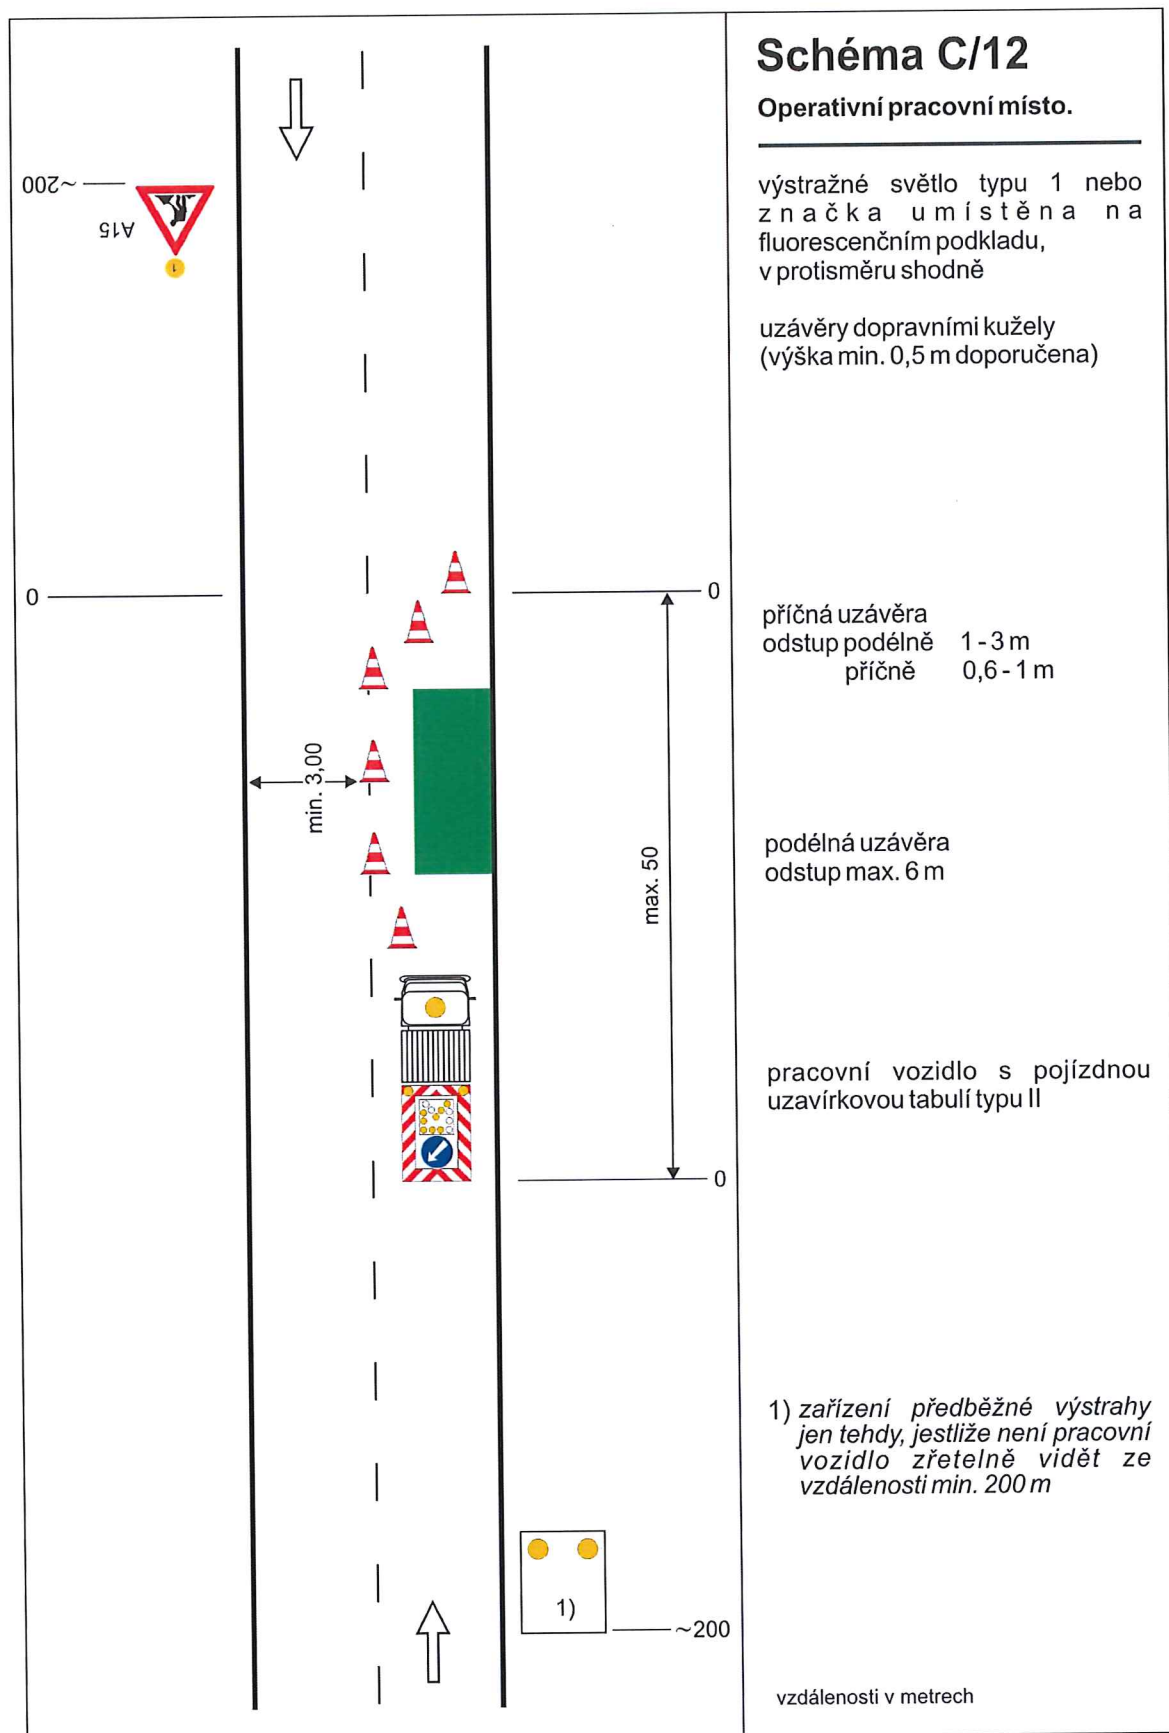 Schéma C/12
Operativní pracovní místo.
~200
A15
1
výstražné světlo typu 1 nebo
značka umístěna na
fluorescenčním podkladu,
v protisměru shodně
uzávěry dopravními kužely
(výška min. 0,5 m doporučena)
0
0
příčná uzávěra
odstup podélně 1 - 3 m
příčně 0,6 - 1 m
min. 3,00
max. 50
podélná uzávěra
odstup max. 6 m
pracovní vozidlo s pojízdnou
uzavírkovou tabulí typu II
0
1) zařízení předběžné výstrahy
jen tehdy, jestliže není pracovní
vozidlo zřetelně vidět ze
vzdálenosti min. 200 m
1)
~200
vzdálenosti v metrech